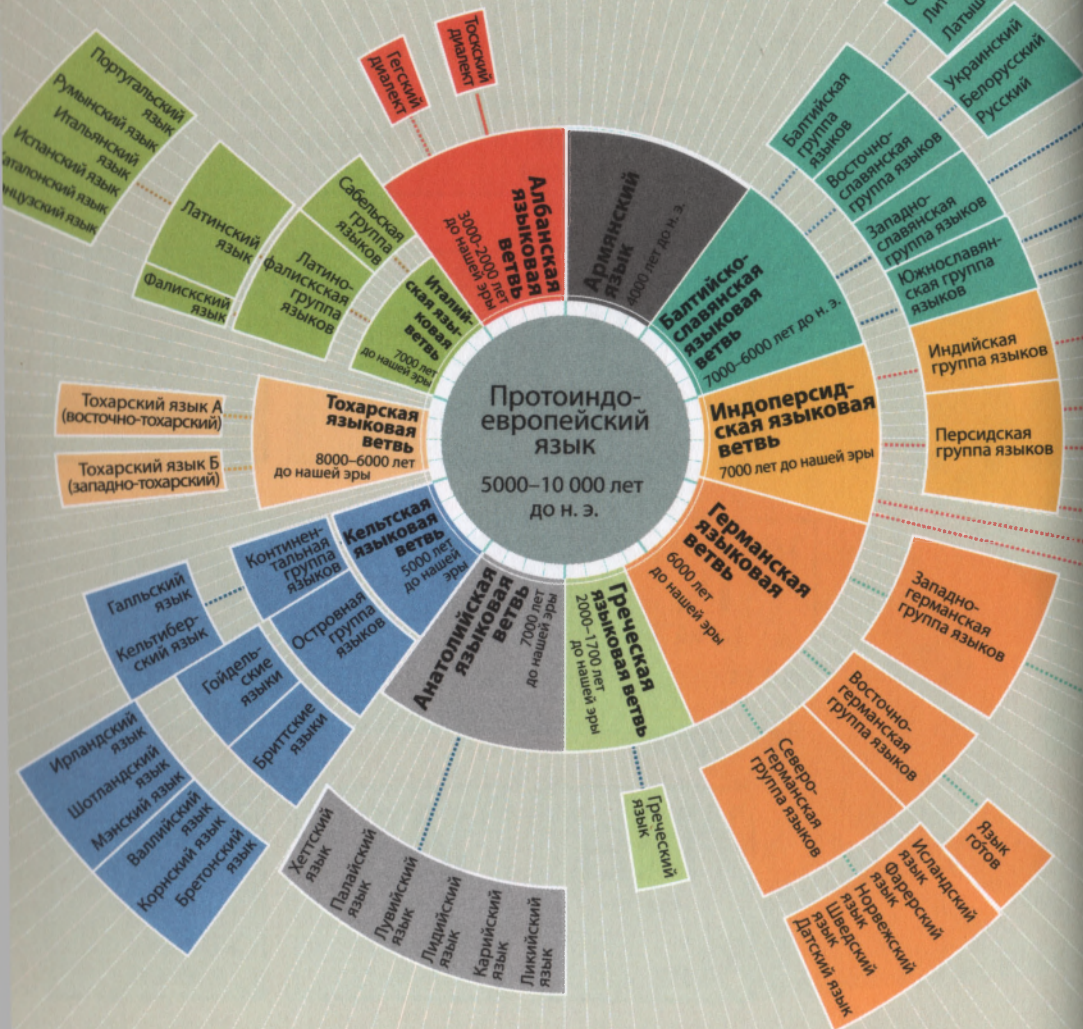 Протоиндо-
европейский
язык
5000–10 000 лет
до н. э.
Армянский
язык
4000 лет до н. э.
Балтийско-
славянская
языковая
ветвь
7000–6000 лет до н. э.
Балтийская
группа
языков
Восточно-
славянская
группа языков
Западно-
славянская
группа языков
Южнославян-
ская группа
языков
Украинский
Белорусский
Русский
Индоперсид-
ская языковая
ветвь
7000 лет до нашей эры
Индийская
группа языков
Персидская
группа языков
Германская
языковая
ветвь
6000 лет
до нашей эры
Западно-
германская
группа языков
Восточно-
германская
группа языков
Северо-
германская
группа языков
Язык
готов
Исландский
язык
Фарерский
язык
Норвежский
язык
Шведский
язык
Датский язык
Греческая
языковая ветвь
2000–1700 лет
до нашей эры
Греческий
язык
Анатолийская
языковая
ветвь
7000 лет
до нашей эры
Хеттский
язык
Палайский
язык
Лувийский
язык
Лидийский
язык
Карийский
язык
Ликийский
язык
Кельтская
языковая
ветвь
5000 лет
до нашей
эры
Континен-
тальная
группа
языков
Островная
группа
языков
Галльский
язык
Кельтибер-
ский язык
Гойдель-
ские
языки
Бриттские
языки
Ирландский
язык
Шотландский
язык
Мэнский язык
Валлийский
язык
Корнский язык
Бретонский
язык
Тохарская
языковая
ветвь
8000–6000 лет
до нашей эры
Тохарский язык А
(восточно-тохарский)
Тохарский язык Б
(западно-тохарский)
Италий-
ская язы-
ковая
ветвь
7000 лет
до нашей эры
Сабельская
группа
языков
Латино-
фалискская
группа
языков
Латинский
язык
Фалискский
язык
Португальский
язык
Румынский язык
Итальянский
язык
Испанский язык
язык
язык
Албанская
языковая
ветвь
3000-2000 лет
до нашей эры
Гегский
диалект
Тоскский
диалект